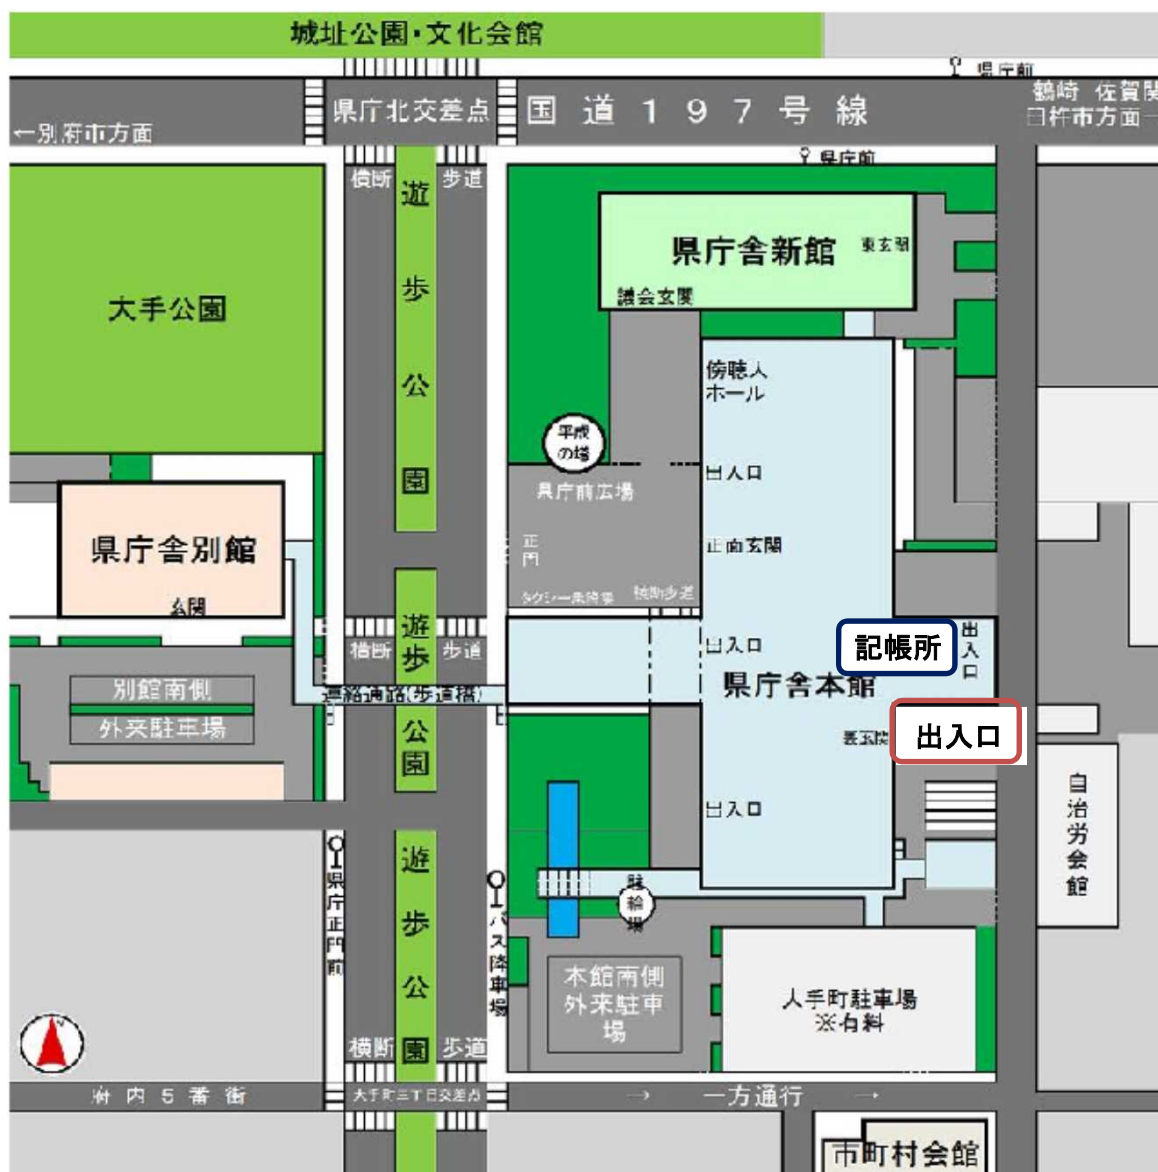 城址公園・文化会館
県庁前
県庁北交差点
国道197号線
鶴崎 佐賀関
臼杵市方面
←別府市方面
県庁前
横断
歩道
遊歩公園
県庁舎新館
東玄関
議会玄関
大手公園
傍聴人
ホール
平成
の塔
出入口
県庁前広場
正門
正面玄関
タクシー乗降場
横断歩道
県庁舎別館
玄関
横断
歩道
遊歩公園
出入口
記帳所
出入口
県庁舎本館
連絡通路(歩道橋)
別館南側
外来駐車場
裏玄関
出入口
出入口
自治労会館
県庁正門前
遊歩公園
バス降車場
駐輪場
本館南側
外来駐車
場
大手町駐車場
※有料
N
横断
歩道
府内5番街
大手町三丁目交差点
→ 一方通行 →
市町村会館